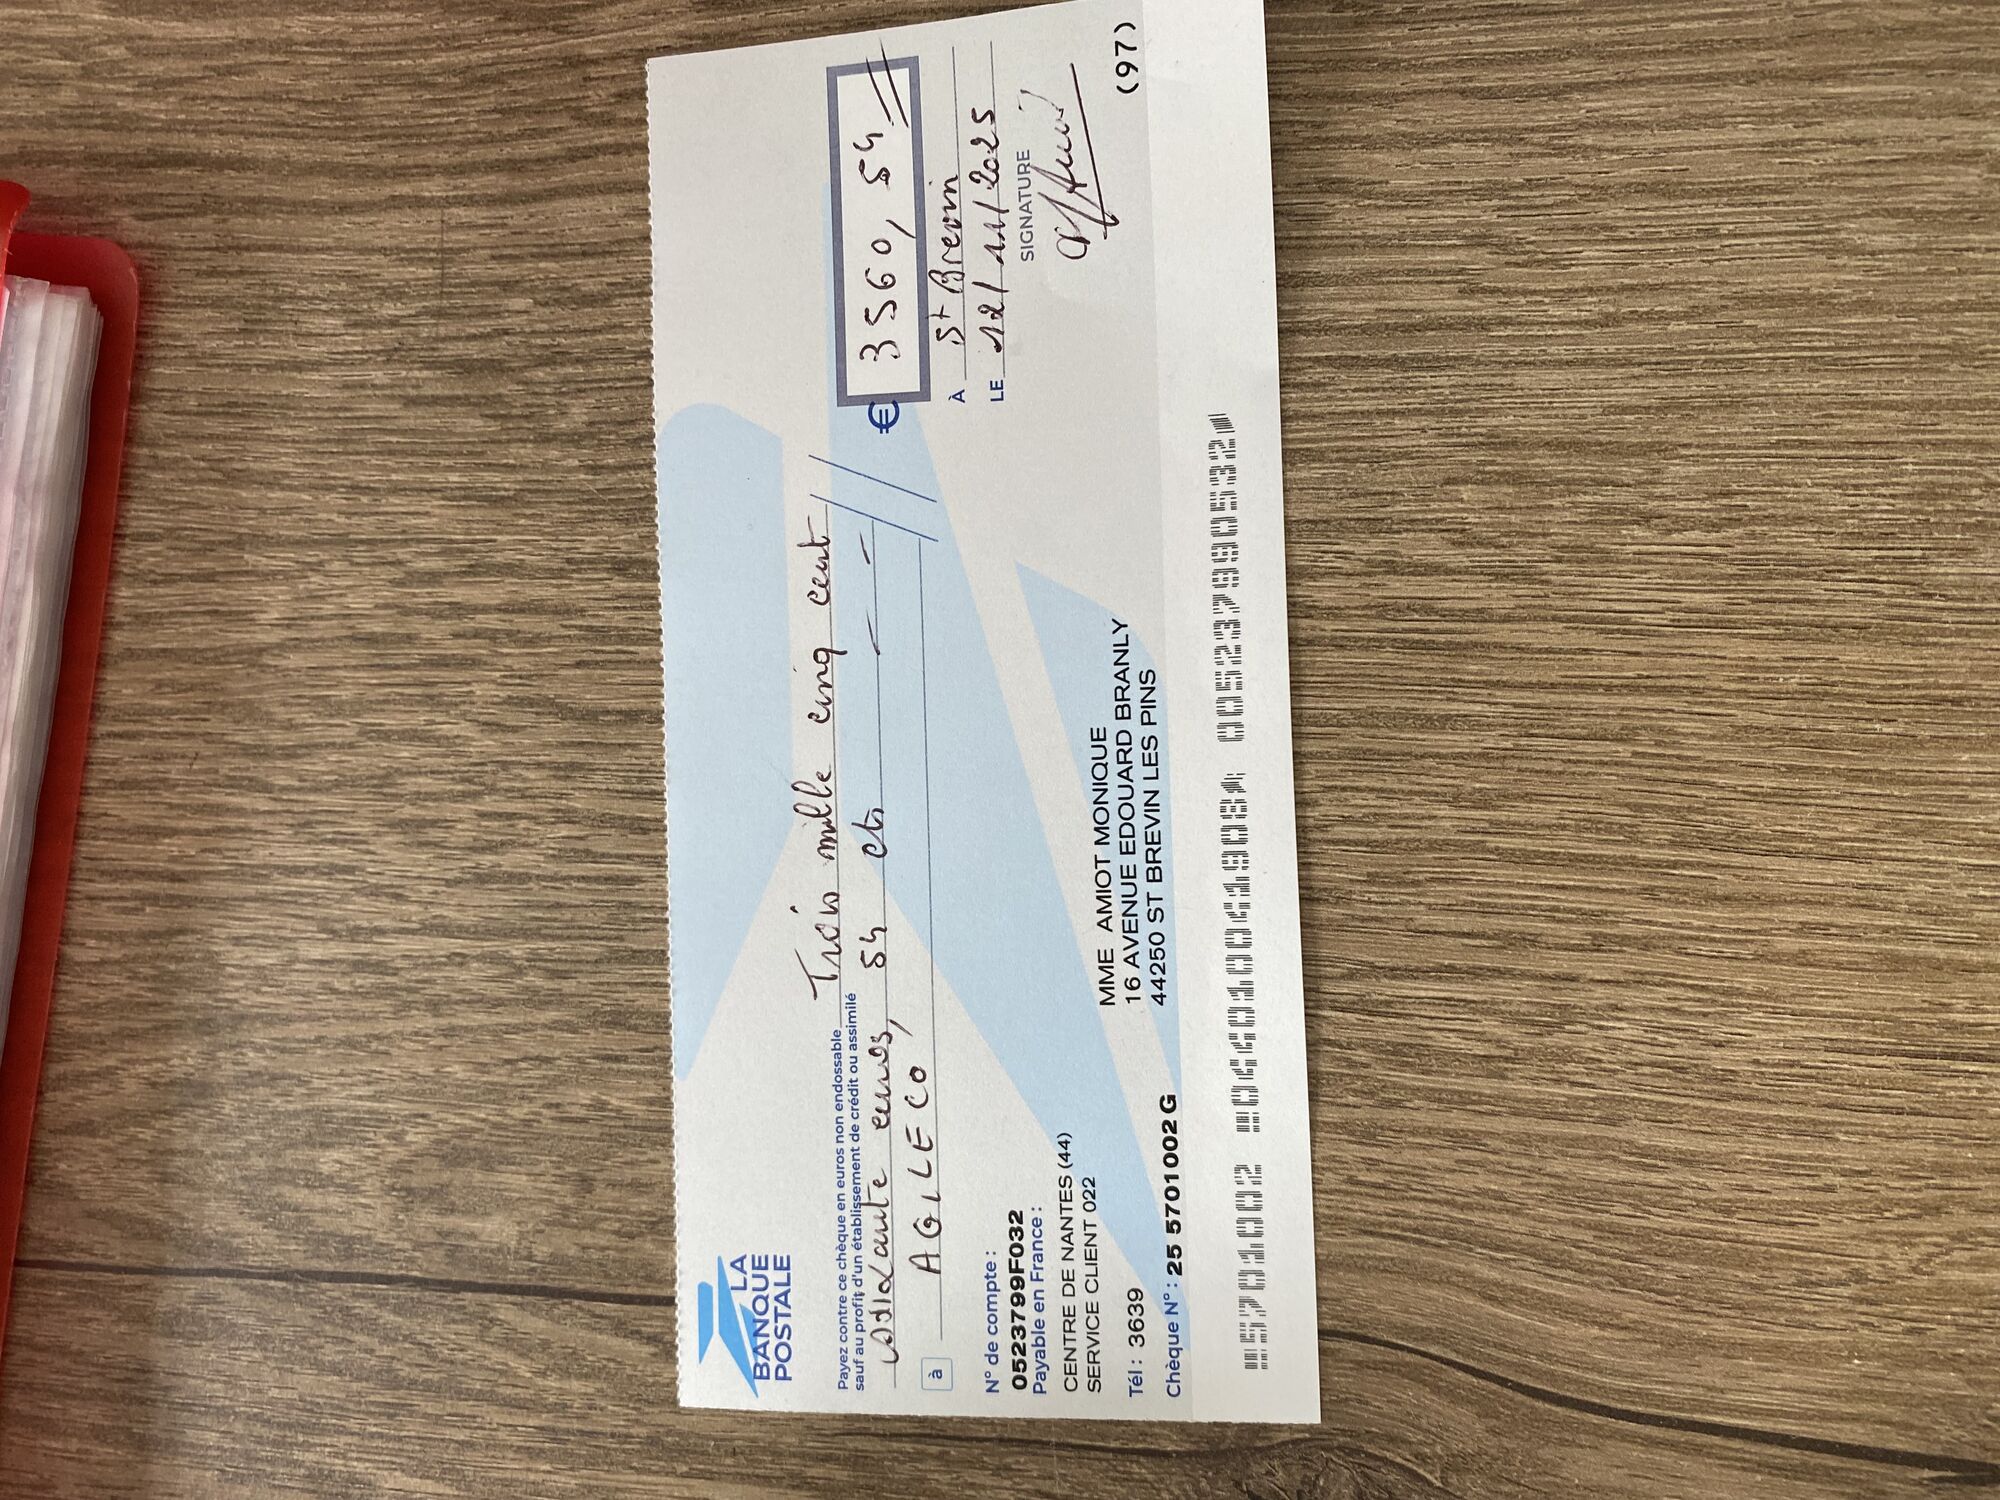 LA
BANQUE
POSTALE
Payez contre ce chèque en euros non endossable
sauf au profit d'un établissement de crédit ou assimilé
Trois mille cinq cent
soixante euros, 54 cts
à AGILECO
€ 3560, 54
À St Brevin
LE 12/11/2025
SIGNATURE
N° de compte :
0523799F032
Payable en France :
CENTRE DE NANTES (44)
SERVICE CLIENT 022
Tél : 3639
MME AMIOT MONIQUE
16 AVENUE EDOUARD BRANLY
44250 ST BREVIN LES PINS
Chèque N° : 25 5701002 G
(97)